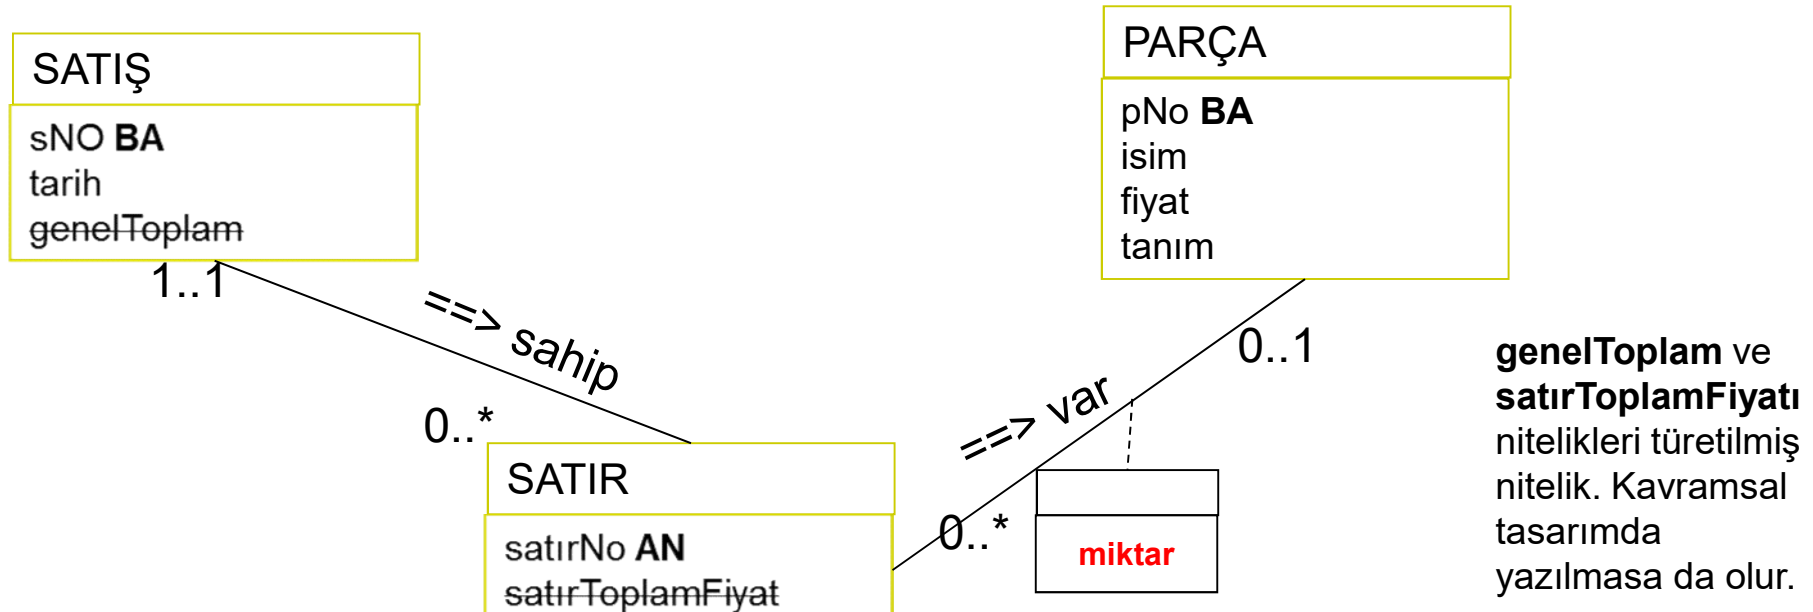 SATIŞ
sNO BA
tarih
genelToplam
1..1
==> sahip
0..*
SATIR
satırNo AN
satırToplamFiyat
PARÇA
pNo BA
isim
fiyat
tanım
0..1
==> var
0..*
miktar
genelToplam ve
satırToplamFiyatı
nitelikleri türetilmiş
nitelik. Kavramsal
tasarımda
yazılmasa da olur.